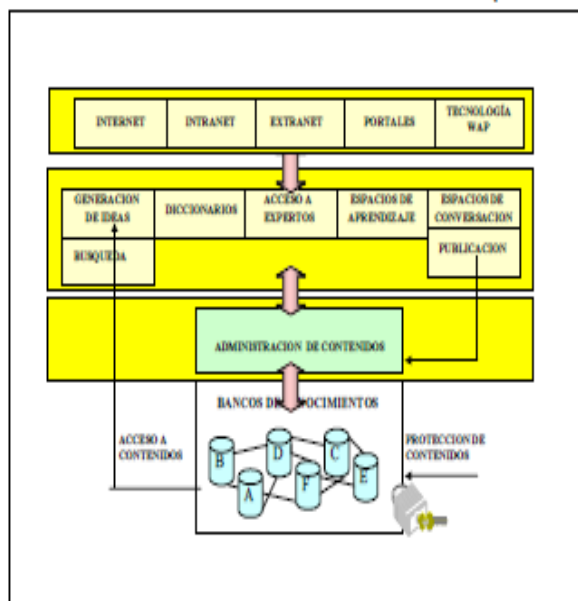 INTERNET
INTRANET
EXTRANET
PORTALES
TECNOLOGÍA
WAP
GENERACION
DE IDEAS
DICCIONARIOS
ACCESO A
EXPERTOS
ESPACIOS DE
APRENDIZAJE
ESPACIOS DE
CONVERSACION
BUSQUEDA
PUBLICACION
ADMINISTRACION DE CONTENIDOS
BANCOS DE
ACCESO A
CONTENIDOS
PROTECCION DE
CONTENIDOS
B
D
C
A
F
E